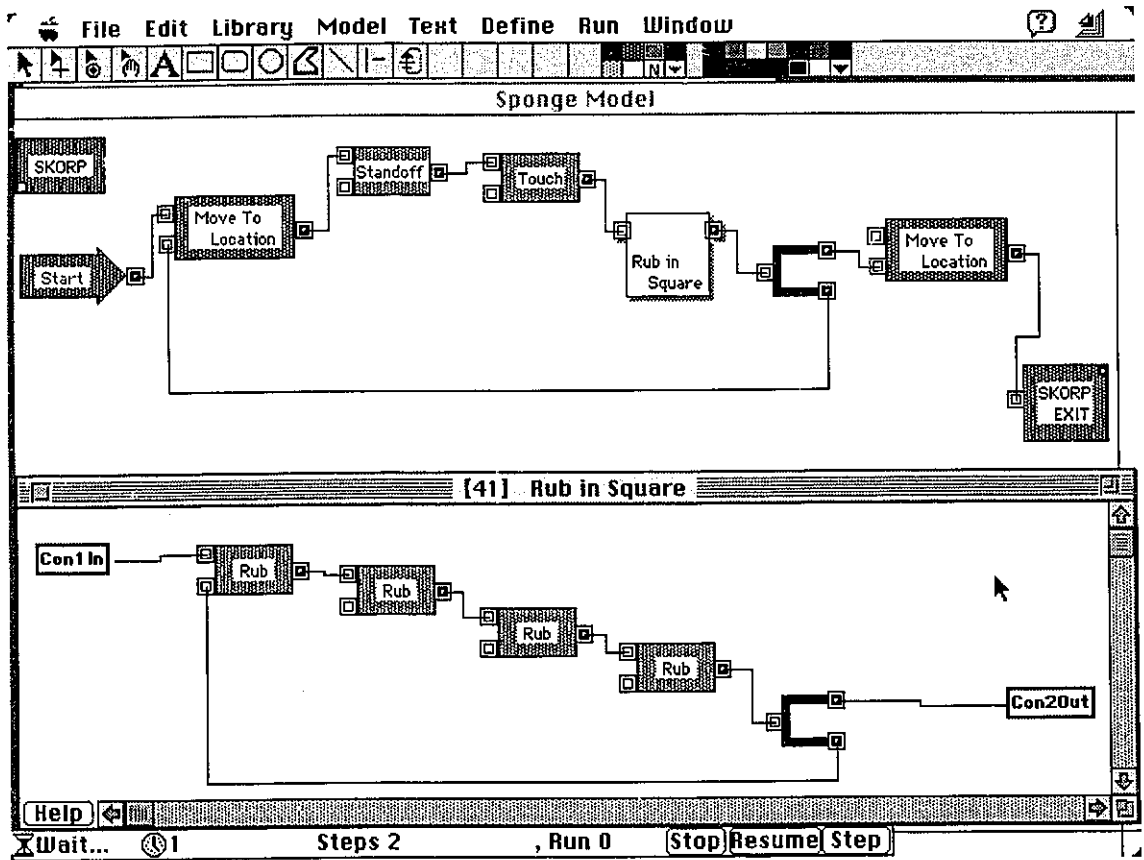 File Edit Library Model Text Define Run Window
A
N
Sponge Model
SKORP
Start
Move To
Location
Standoff
Touch
Rub in
Square
Move To
Location
SKORP
EXIT
[41] Rub in Square
Con1In
Rub
Rub
Rub
Rub
Con2Out
Help
Wait... 1 Steps 2 , Run 0 Stop Resume Step